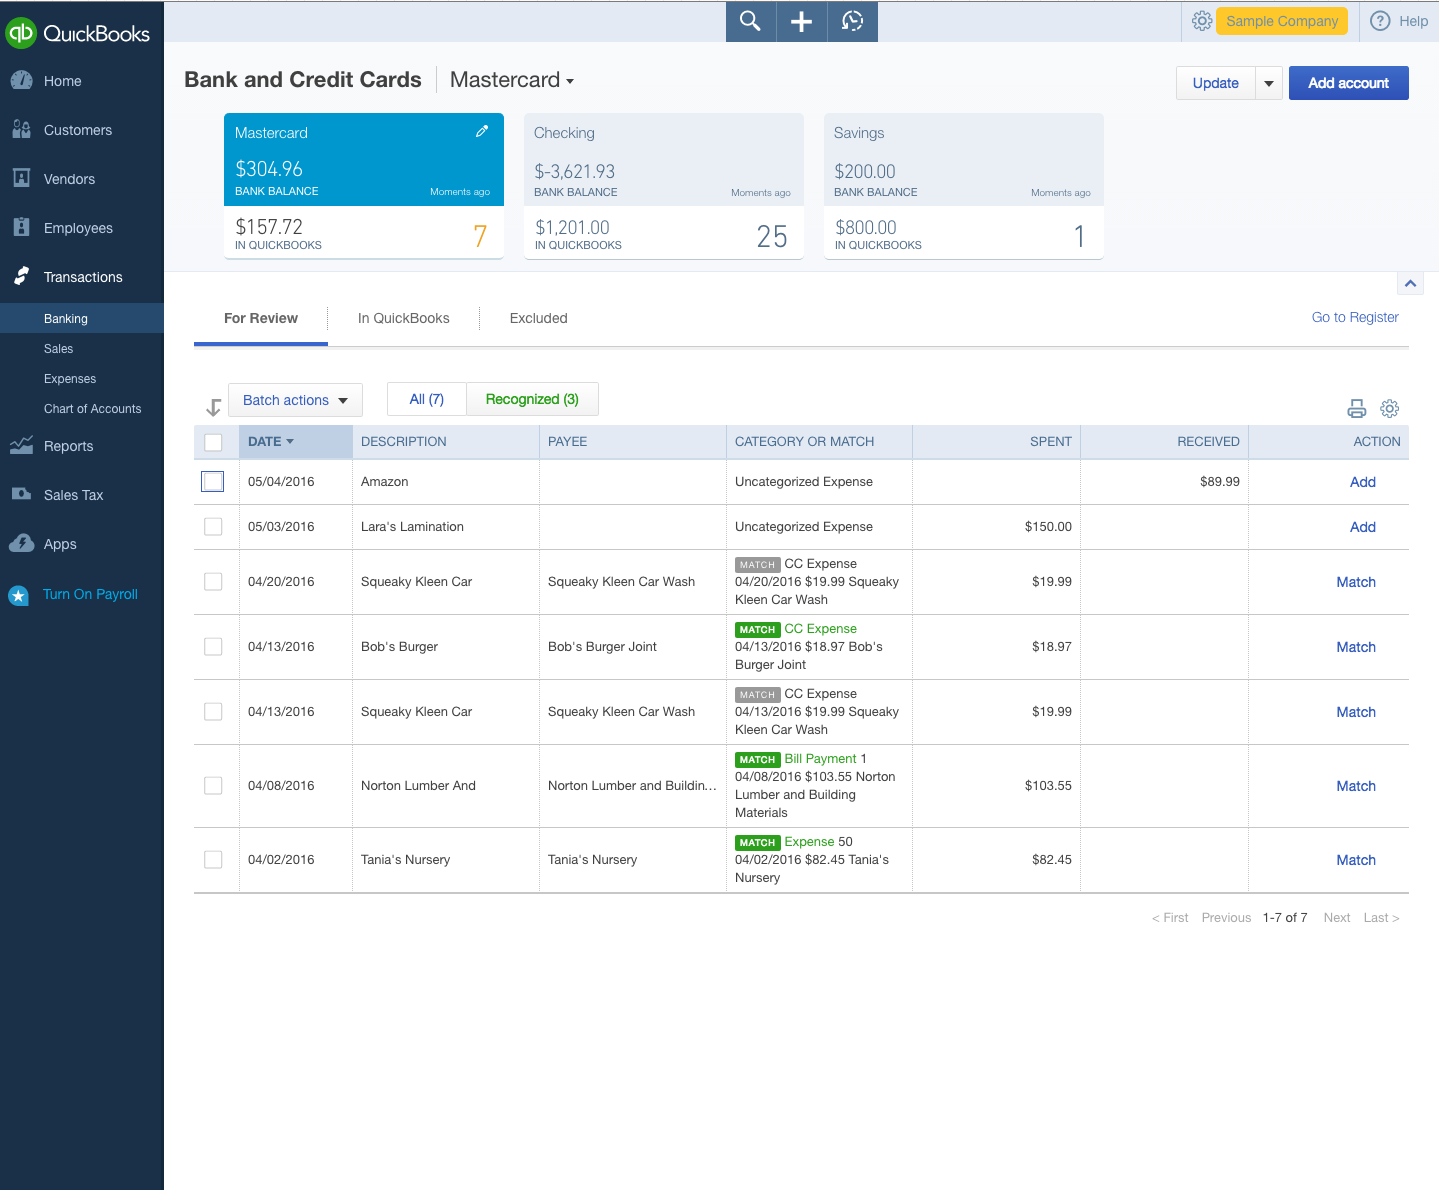 qb QuickBooks
Sample Company
Help
Home
Customers
Vendors
Employees
Transactions
Banking
Sales
Expenses
Chart of Accounts
Reports
Sales Tax
Apps
Turn On Payroll
Bank and Credit Cards Mastercard
Update
Add account
Mastercard
$304.96
BANK BALANCE Moments ago
$157.72
IN QUICKBOOKS
7
Checking
$-3,621.93
BANK BALANCE Moments ago
$1,201.00
IN QUICKBOOKS
25
Savings
$200.00
BANK BALANCE Moments ago
$800.00
IN QUICKBOOKS
1
For Review In QuickBooks Excluded Go to Register
Batch actions All (7) Recognized (3)
DATE DESCRIPTION PAYEE CATEGORY OR MATCH SPENT RECEIVED ACTION
05/04/2016 Amazon Uncategorized Expense $89.99 Add
05/03/2016 Lara's Lamination Uncategorized Expense $150.00 Add
MATCH CC Expense
04/20/2016 Squeaky Kleen Car Squeaky Kleen Car Wash 04/20/2016 $19.99 Squeaky $19.99 Match
Kleen Car Wash
MATCH CC Expense
04/13/2016 Bob's Burger Bob's Burger Joint 04/13/2016 $18.97 Bob's $18.97 Match
Burger Joint
MATCH CC Expense
04/13/2016 Squeaky Kleen Car Squeaky Kleen Car Wash 04/13/2016 $19.99 Squeaky $19.99 Match
Kleen Car Wash
MATCH Bill Payment 1
04/08/2016 $103.55 Norton
04/08/2016 Norton Lumber And Norton Lumber and Buildin... Lumber and Building $103.55 Match
Materials
MATCH Expense 50
04/02/2016 Tania's Nursery Tania's Nursery 04/02/2016 $82.45 Tania's $82.45 Match
Nursery
< First Previous 1-7 of 7 Next Last >